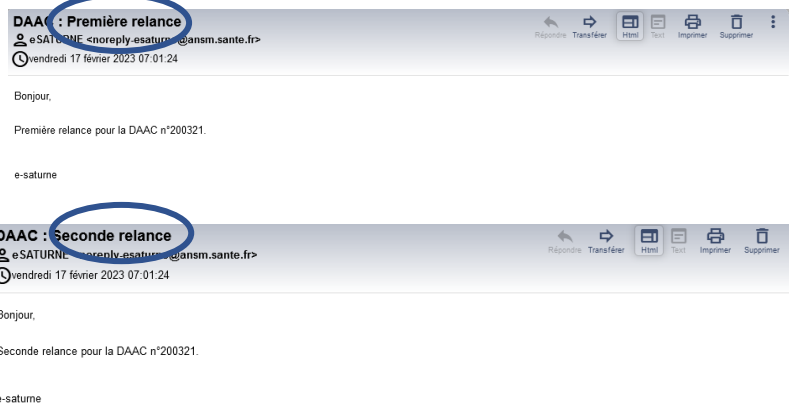 DAAC : Première relance
eSATURNE <noreply-esaturne@ansm.sante.fr>
vendredi 17 février 2023 07:01:24
Répondre Transférer Html Text Imprimer Supprimer
Bonjour,
Première relance pour la DAAC n°200321.
e-saturne
DAAC : Seconde relance
eSATURNE <noreply-esaturne@ansm.sante.fr>
vendredi 17 février 2023 07:01:24
Répondre Transférer Html Text Imprimer Supprimer
Bonjour,
Seconde relance pour la DAAC n°200321.
e-saturne